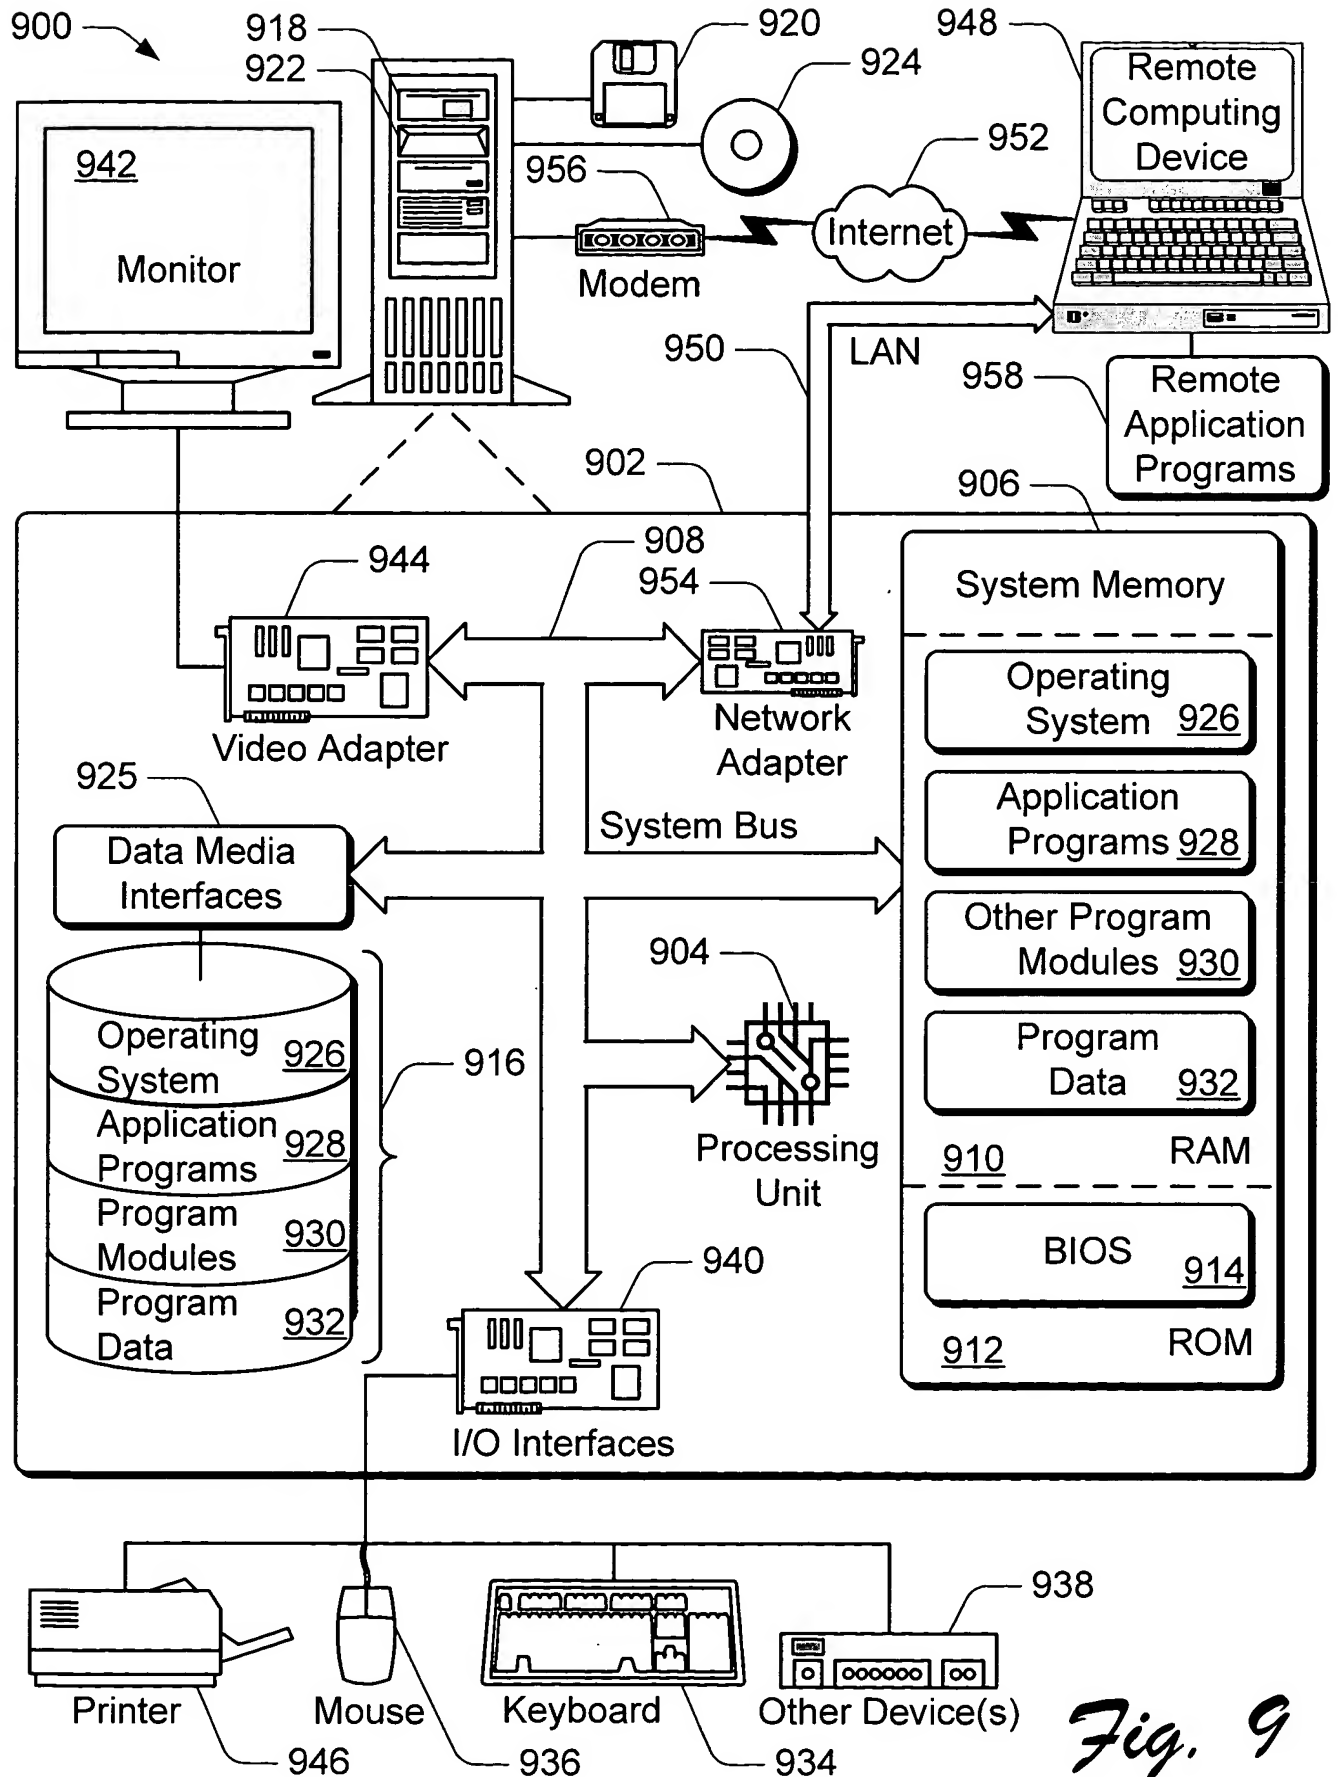 900
918
922
920
924
948
Remote
Computing
Device
942
Monitor
956
Modem
952
Internet
950
LAN
958
Remote
Application
Programs
902
906
908
944
954
Video Adapter
Network
Adapter
System Memory
Operating
System 926
Application
Programs 928
Other Program
Modules 930
Program
Data 932
910 RAM
BIOS 914
912 ROM
925
Data Media
Interfaces
System Bus
904
Processing
Unit
Operating
System 926
Application
Programs 928
Program
Modules 930
Program
Data 932
916
940
I/O Interfaces
938
Printer
Mouse
Keyboard
Other Device(s)
946
936
934
Fig. 9